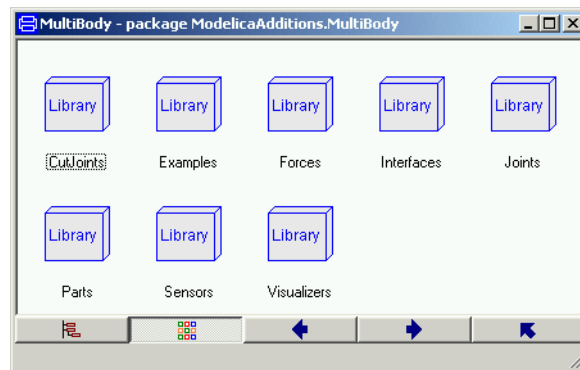 MultiBody - package ModelicaAdditions.MultiBody
Library Library Library Library Library
CutJoints Examples Forces Interfaces Joints
Library Library Library
Parts Sensors Visualizers